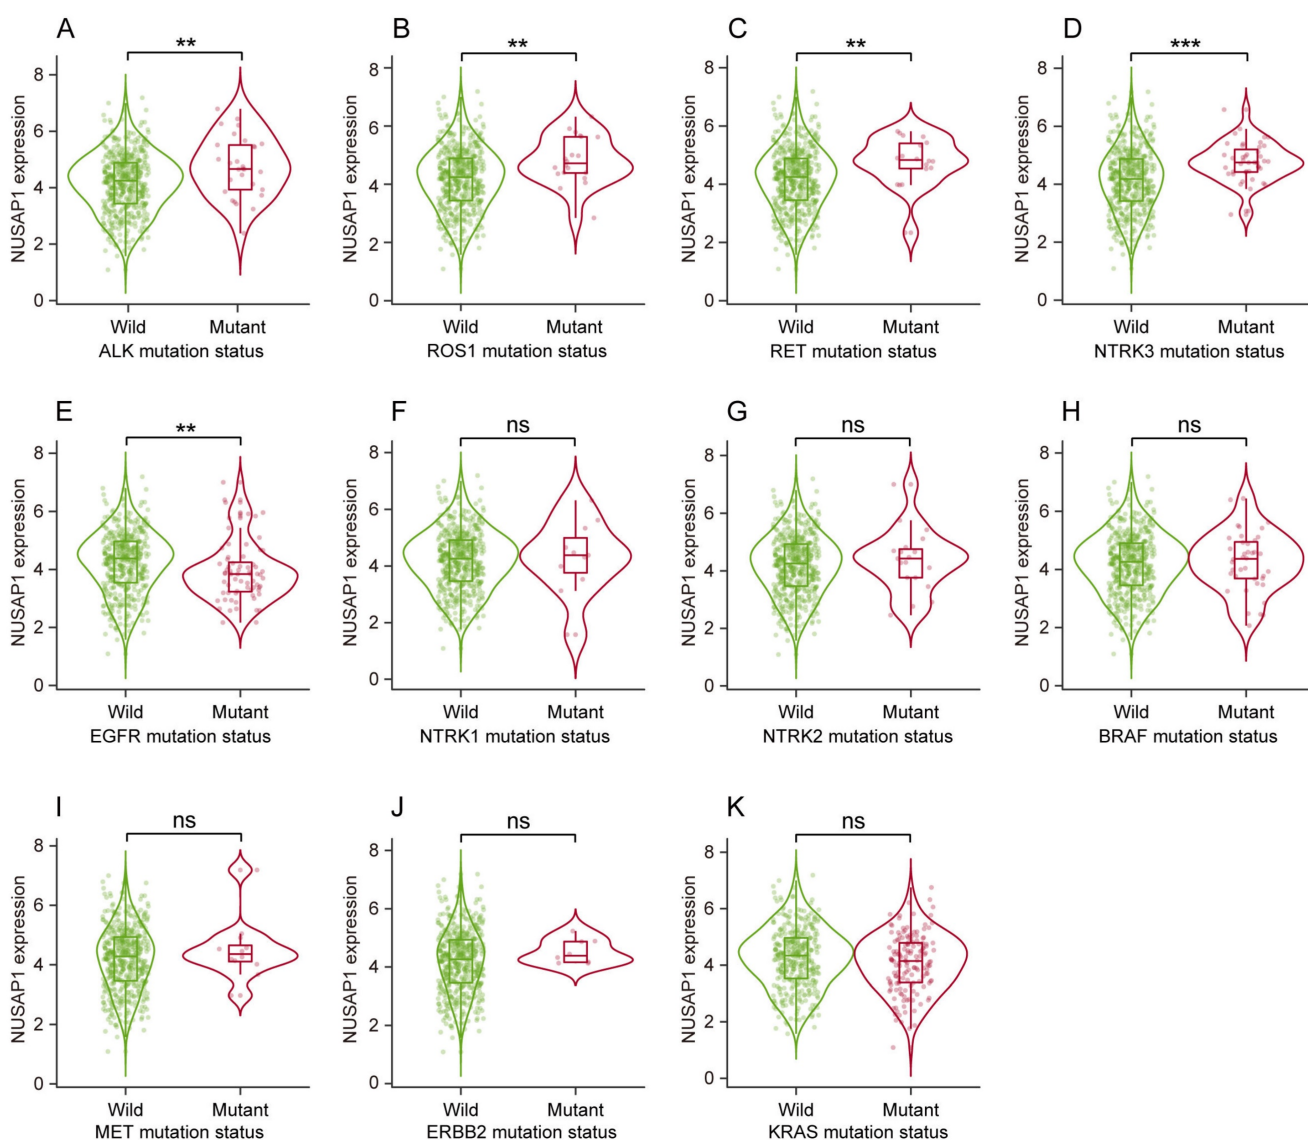 A
**
NUSAP1 expression
8
6
4
2
0
Wild Mutant
ALK mutation status
B
**
NUSAP1 expression
8
6
4
2
0
Wild Mutant
ROS1 mutation status
C
**
NUSAP1 expression
8
6
4
2
0
Wild Mutant
RET mutation status
D
***
NUSAP1 expression
8
6
4
2
0
Wild Mutant
NTRK3 mutation status
E
**
NUSAP1 expression
8
6
4
2
0
Wild Mutant
EGFR mutation status
F
ns
NUSAP1 expression
8
6
4
2
0
Wild Mutant
NTRK1 mutation status
G
ns
NUSAP1 expression
8
6
4
2
0
Wild Mutant
NTRK2 mutation status
H
ns
NUSAP1 expression
8
6
4
2
0
Wild Mutant
BRAF mutation status
I
ns
NUSAP1 expression
8
6
4
2
0
Wild Mutant
MET mutation status
J
ns
NUSAP1 expression
8
6
4
2
0
Wild Mutant
ERBB2 mutation status
K
ns
NUSAP1 expression
8
6
4
2
0
Wild Mutant
KRAS mutation status